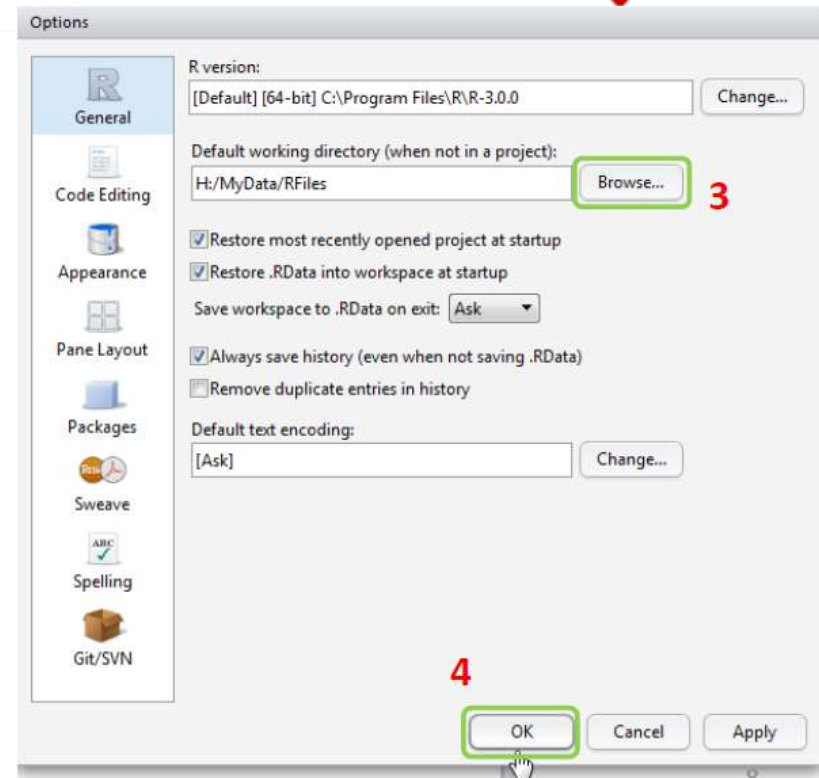 Options
General
Code Editing
Appearance
Pane Layout
Packages
Sweave
ABC
Spelling
Git/SVN
R version:
[Default] [64-bit] C:\Program Files\R\R-3.0.0
Change...
Default working directory (when not in a project):
H:/MyData/RFiles
Browse...
3
Restore most recently opened project at startup
Restore .RData into workspace at startup
Save workspace to .RData on exit: Ask
Always save history (even when not saving .RData)
Remove duplicate entries in history
Default text encoding:
[Ask]
Change...
4
OK
Cancel
Apply